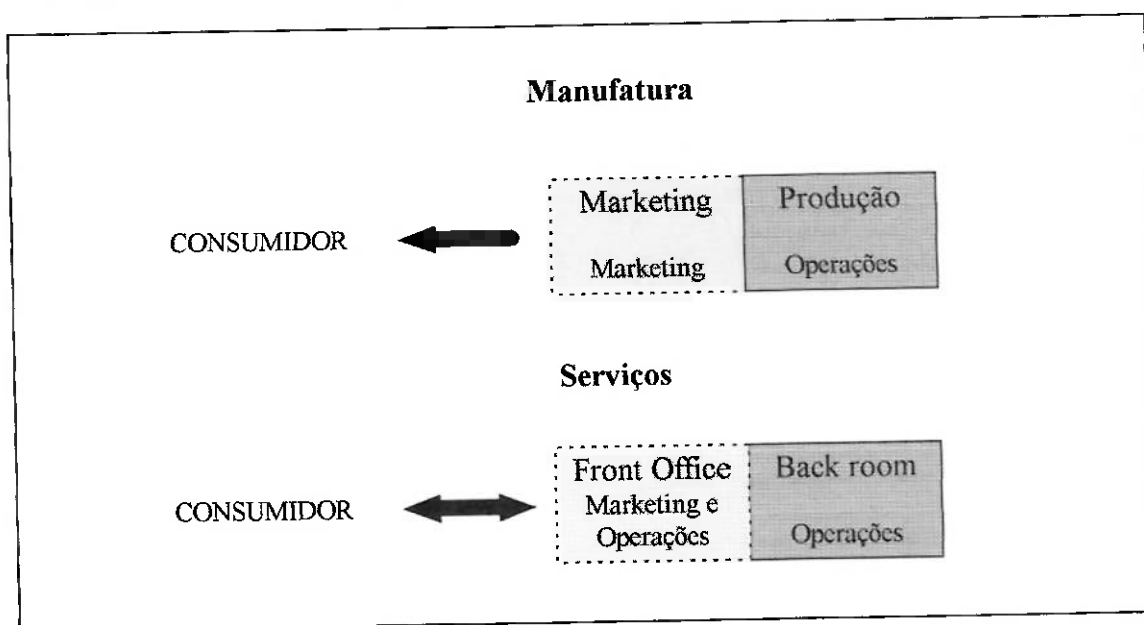 Manufatura
Marketing Produção
CONSUMIDOR
Marketing Operações
Serviços
Front Office Back room
Marketing e
CONSUMIDOR
Operações Operações